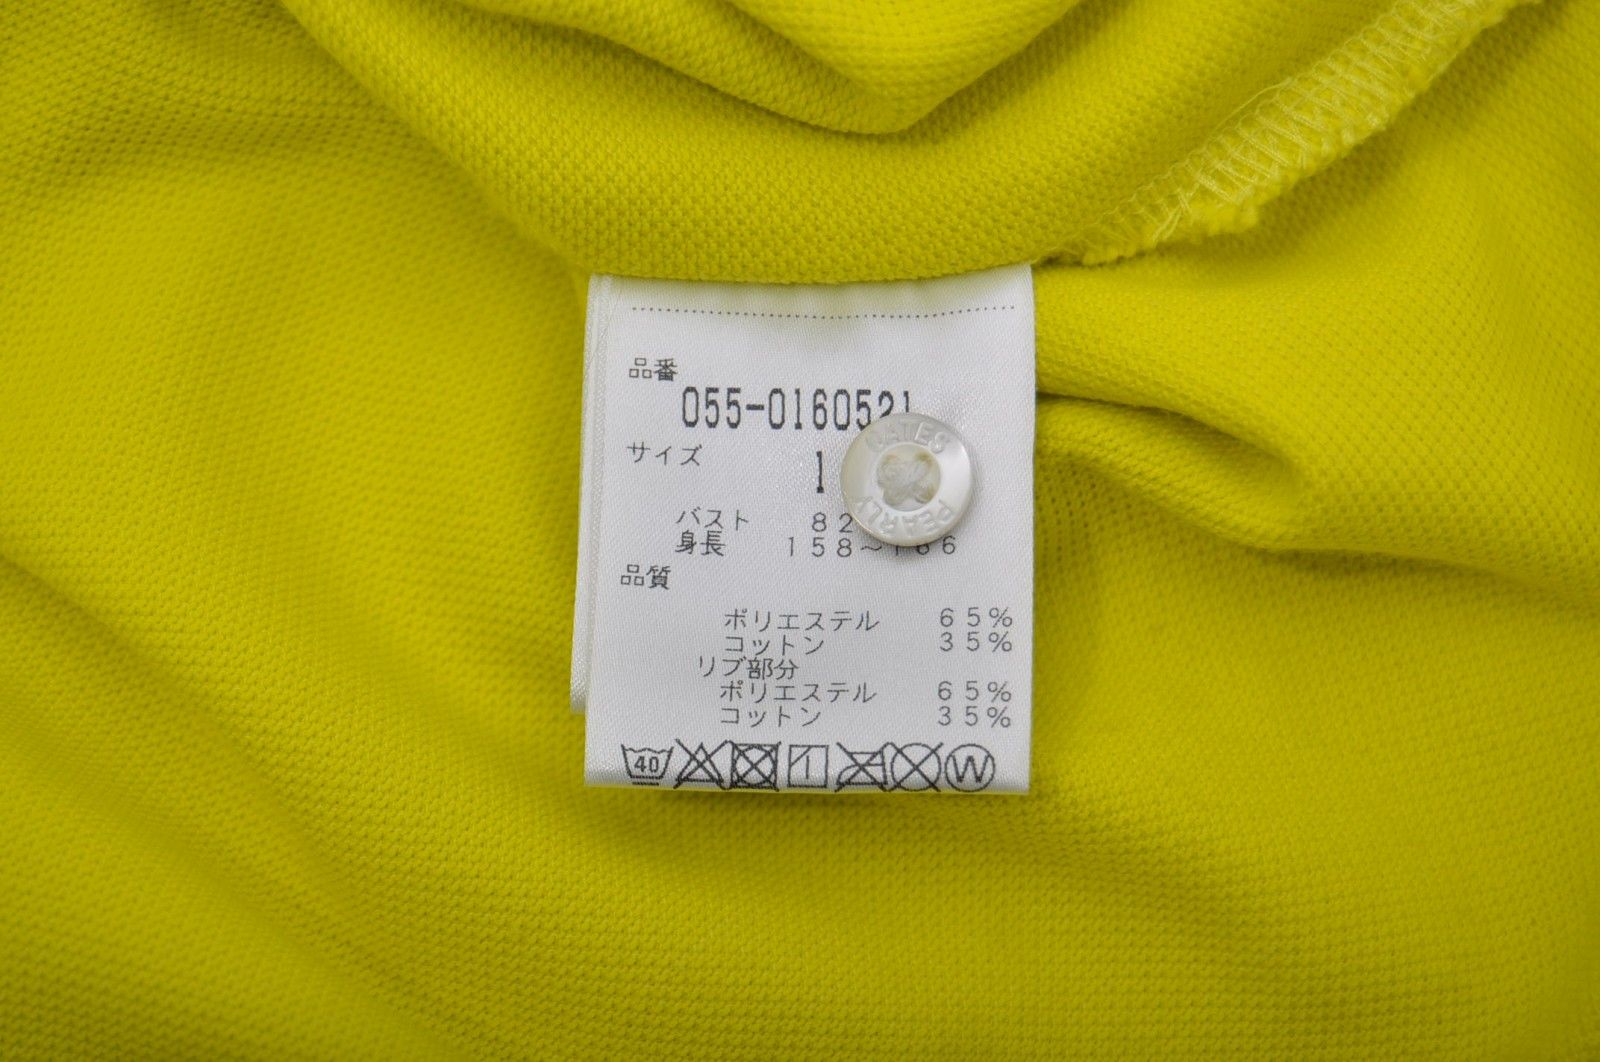 品番
055-0160521
サイズ
1
バスト 82
身長 158~166
品質
ポリエステル 65%
コットン 35%
リブ部分
ポリエステル 65%
コットン 35%
40
W
GATES
PEARLY